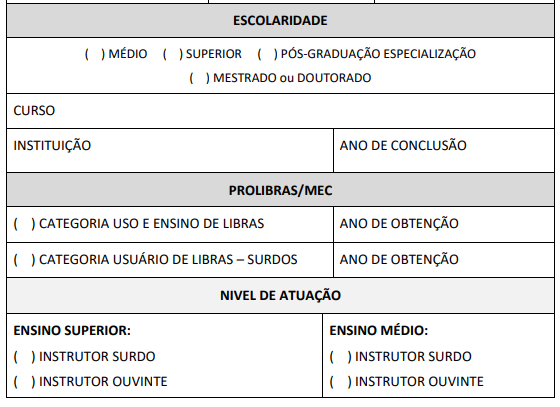 ESCOLARIDADE
(   ) MÉDIO   (   ) SUPERIOR   (   ) PÓS-GRADUAÇÃO ESPECIALIZAÇÃO
(   ) MESTRADO ou DOUTORADO
CURSO
INSTITUIÇÃO   ANO DE CONCLUSÃO
PROLIBRAS/MEC
(   ) CATEGORIA USO E ENSINO DE LIBRAS   ANO DE OBTENÇÃO
(   ) CATEGORIA USUÁRIO DE LIBRAS – SURDOS   ANO DE OBTENÇÃO
NIVEL DE ATUAÇÃO
ENSINO SUPERIOR:   ENSINO MÉDIO:
(   ) INSTRUTOR SURDO   (   ) INSTRUTOR SURDO
(   ) INSTRUTOR OUVINTE   (   ) INSTRUTOR OUVINTE